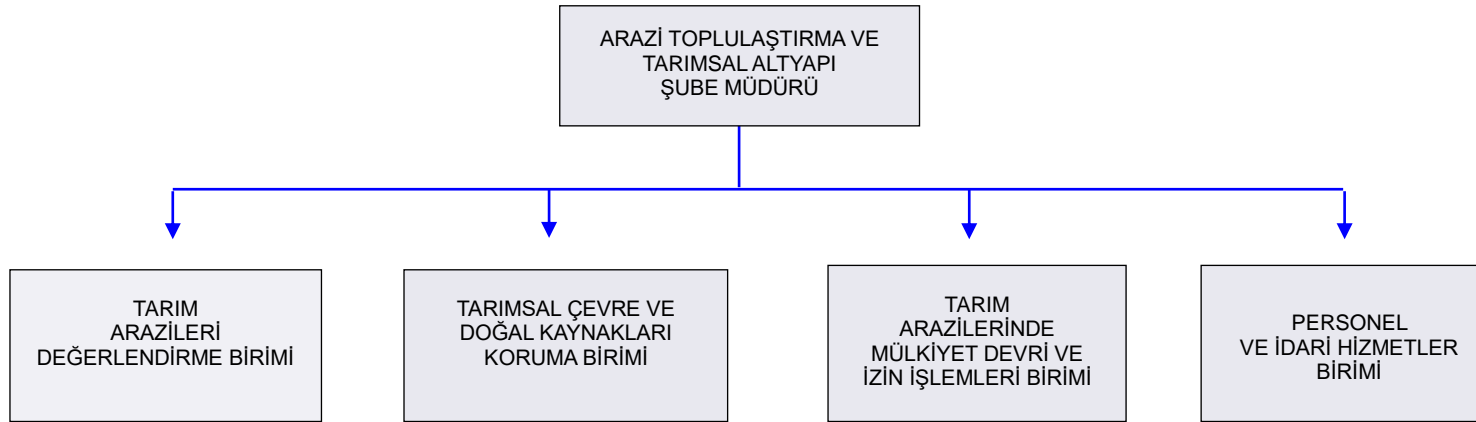 ARAZİ TOPLULAŞTIRMA VE
TARIMSAL ALTYAPI
ŞUBE MÜDÜRÜ
TARIM
ARAZİLERİ
DEĞERLENDİRME BİRİMİ
TARIMSAL ÇEVRE VE
DOĞAL KAYNAKLARI
KORUMA BİRİMİ
TARIM
ARAZİLERİNDE
MÜLKİYET DEVRİ VE
İZİN İŞLEMLERİ BİRİMİ
PERSONEL
VE İDARİ HİZMETLER
BİRİMİ